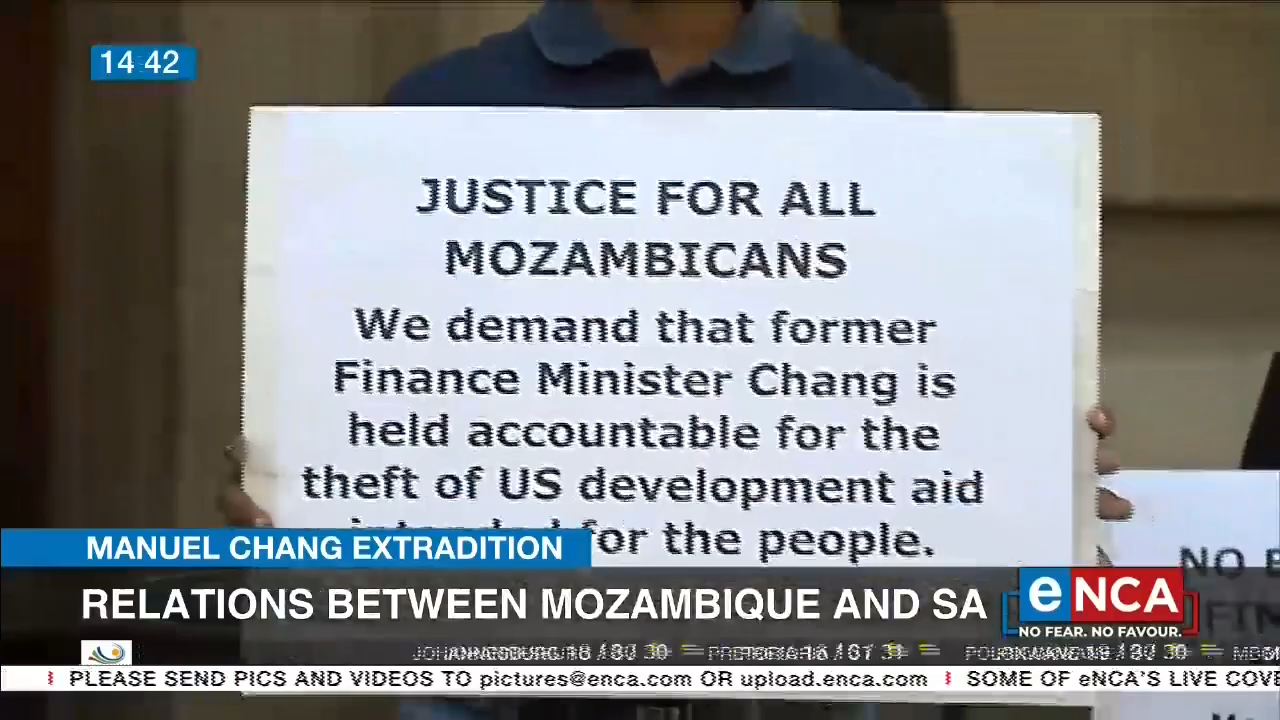 14 42
JUSTICE FOR ALL
MOZAMBICANS
We demand that former
Finance Minister Chang is
held accountable for the
theft of US development aid
for the people.
MANUEL CHANG EXTRADITION
RELATIONS BETWEEN MOZAMBIQUE AND SA
eNCA
NO FEAR. NO FAVOUR.
NO
PLEASE SEND PICS AND VIDEOS TO pictures@enca.com OR upload.enca.com SOME OF eNCA'S LIVE COVE